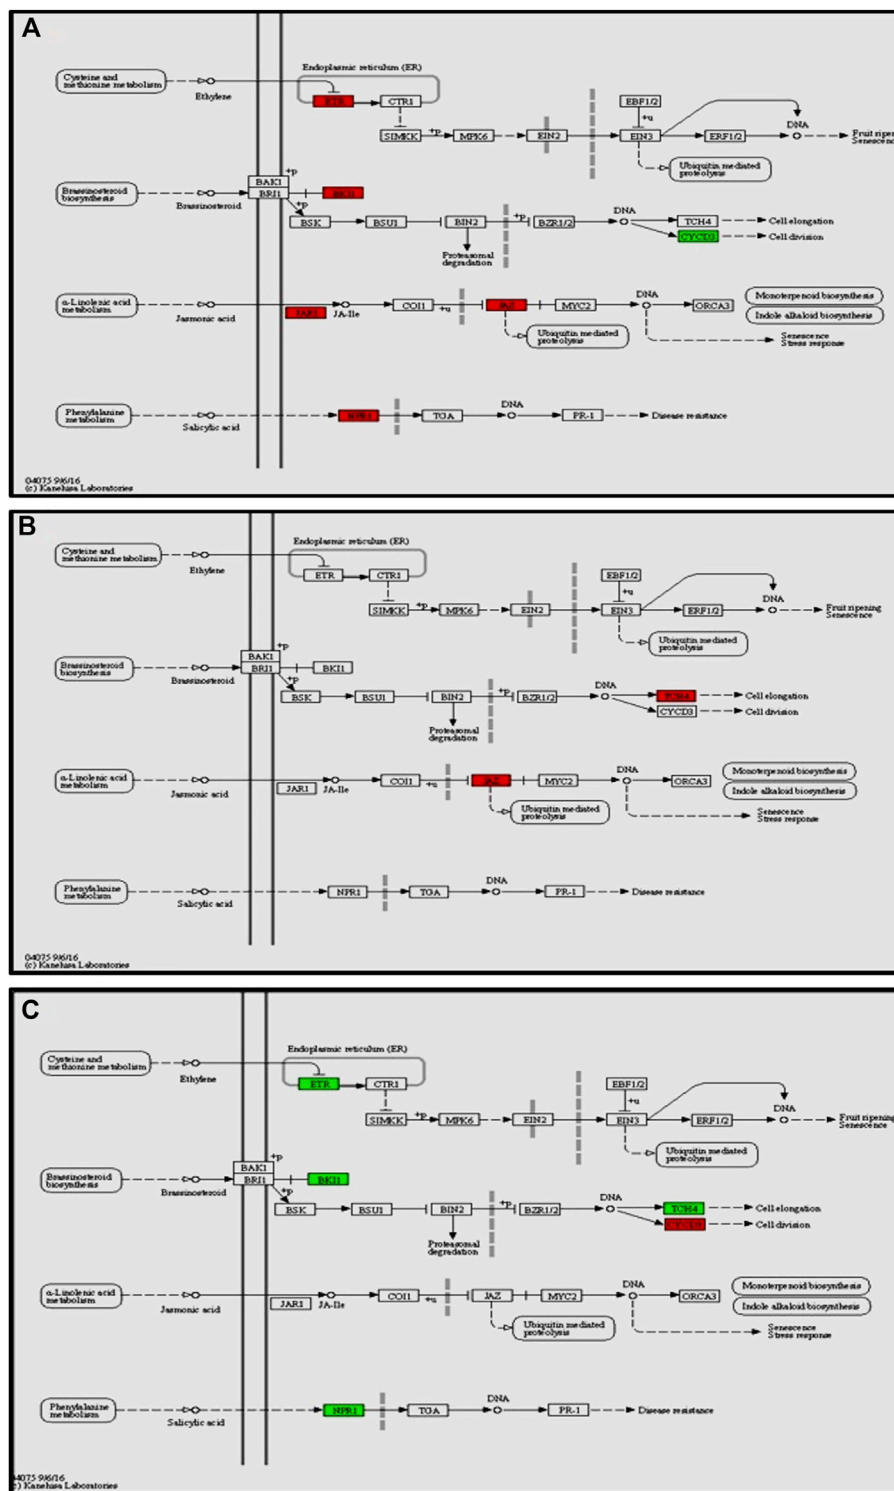 A
Cysteine and
methionine metabolism
Ethylene
Endoplasmic reticulum (ER)
ETR
CTR1
SIMKK
+p
MPK6
EIN2
EBF1/2
+u
EIN3
ERF1/2
DNA
Fruit ripening
Senescence
Ubiquitin mediated
proteolysis
Brassinosteroid
biosynthesis
Brassinosteroid
BAK1
BRI1
+p
+p
BKI1
BSK
BSU1
BIN2
+p
BZR1/2
DNA
TCH4
CYCD3
Cell elongation
Cell division
Proteasomal
degradation
α-Linolenic acid
metabolism
Jasmonic acid
JAR1
JA-Ile
COI1
+u
JAZ
MYC2
DNA
ORCA3
Monoterpenoid biosynthesis
Indole alkaloid biosynthesis
Ubiquitin mediated
proteolysis
Senescence
Stress response
Phenylalanine
metabolism
Salicylic acid
NPR1
TGA
DNA
PR-1
Disease resistance
04075 9/6/16
(c) Kanehisa Laboratories
B
Cysteine and
methionine metabolism
Ethylene
Endoplasmic reticulum (ER)
ETR
CTR1
SIMKK
+p
MPK6
EIN2
EBF1/2
+u
EIN3
ERF1/2
DNA
Fruit ripening
Senescence
Ubiquitin mediated
proteolysis
Brassinosteroid
biosynthesis
Brassinosteroid
BAK1
BRI1
+p
+p
BKI1
BSK
BSU1
BIN2
+p
BZR1/2
DNA
TCH4
CYCD3
Cell elongation
Cell division
Proteasomal
degradation
α-Linolenic acid
metabolism
Jasmonic acid
JAR1
JA-Ile
COI1
+u
JAZ
MYC2
DNA
ORCA3
Monoterpenoid biosynthesis
Indole alkaloid biosynthesis
Ubiquitin mediated
proteolysis
Senescence
Stress response
Phenylalanine
metabolism
Salicylic acid
NPR1
TGA
DNA
PR-1
Disease resistance
04075 9/6/16
(c) Kanehisa Laboratories
C
Cysteine and
methionine metabolism
Ethylene
Endoplasmic reticulum (ER)
ETR
CTR1
SIMKK
+p
MPK6
EIN2
EBF1/2
+u
EIN3
ERF1/2
DNA
Fruit ripening
Senescence
Ubiquitin mediated
proteolysis
Brassinosteroid
biosynthesis
Brassinosteroid
BAK1
BRI1
+p
+p
BKI1
BSK
BSU1
BIN2
+p
BZR1/2
DNA
TCH4
CYCD3
Cell elongation
Cell division
Proteasomal
degradation
α-Linolenic acid
metabolism
Jasmonic acid
JAR1
JA-Ile
COI1
+u
JAZ
MYC2
DNA
ORCA3
Monoterpenoid biosynthesis
Indole alkaloid biosynthesis
Ubiquitin mediated
proteolysis
Senescence
Stress response
Phenylalanine
metabolism
Salicylic acid
NPR1
TGA
DNA
PR-1
Disease resistance
04075 9/6/16
c) Kanehisa Laboratories